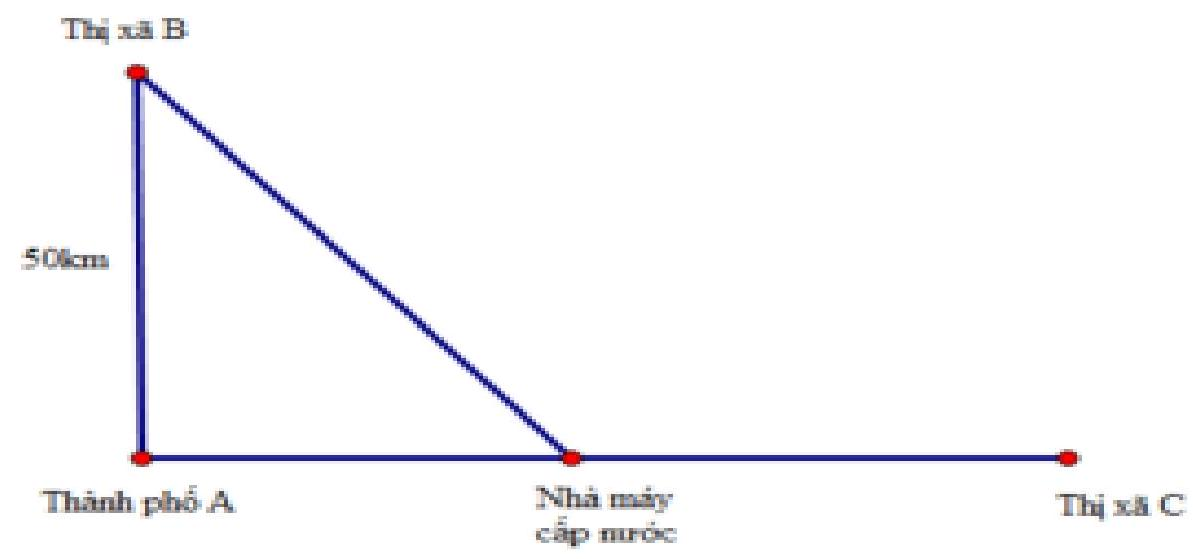 Thị xã B
50km
Thành phố A
Nhà máy
cấp nước
Thị xã C